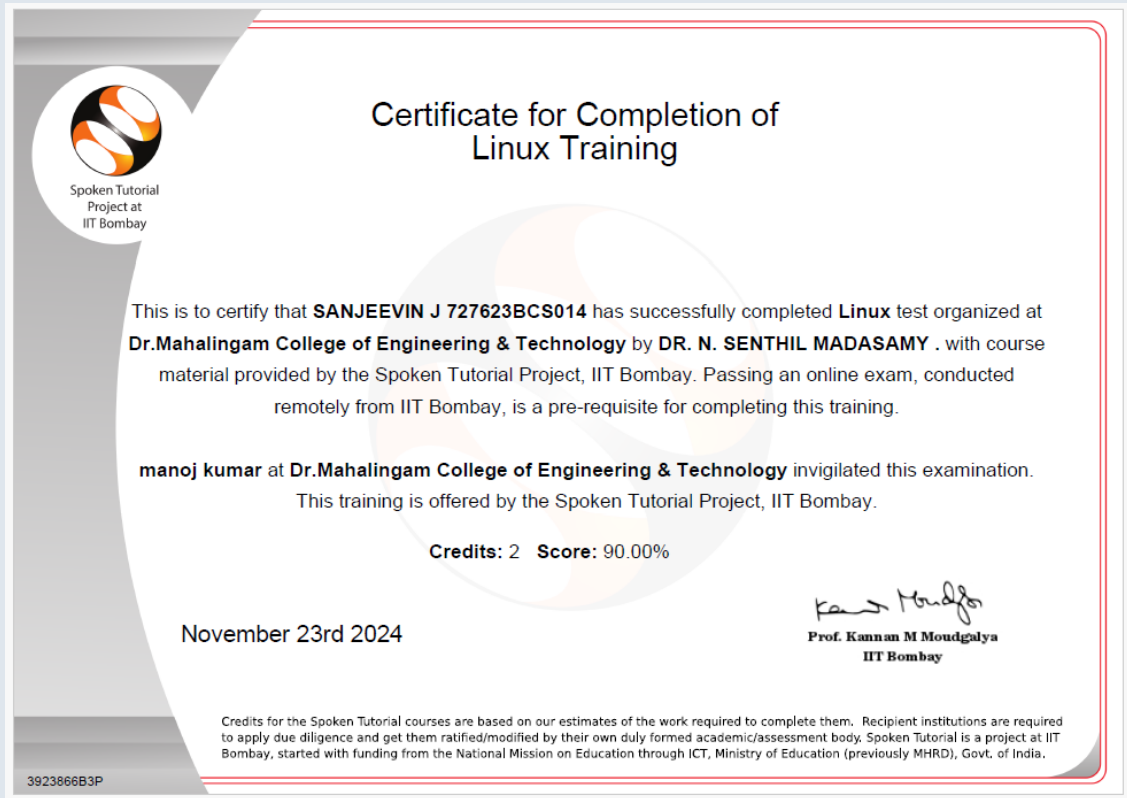 Spoken Tutorial
Project at
IIT Bombay
Certificate for Completion of
Linux Training
This is to certify that SANJEEVIN J 727623BCS014 has successfully completed Linux test organized at
Dr.Mahalingam College of Engineering & Technology by DR. N. SENTHIL MADASAMY . with course
material provided by the Spoken Tutorial Project, IIT Bombay. Passing an online exam, conducted
remotely from IIT Bombay, is a pre-requisite for completing this training.
manoj kumar at Dr.Mahalingam College of Engineering & Technology invigilated this examination.
This training is offered by the Spoken Tutorial Project, IIT Bombay.
Credits: 2 Score: 90.00%
November 23rd 2024
Prof. Kannan M Moudgalya
IIT Bombay
Credits for the Spoken Tutorial courses are based on our estimates of the work required to complete them. Recipient institutions are required
to apply due diligence and get them ratified/modified by their own duly formed academic/assessment body. Spoken Tutorial is a project at IIT
Bombay, started with funding from the National Mission on Education through ICT, Ministry of Education (previously MHRD), Govt. of India.
3923866B3P